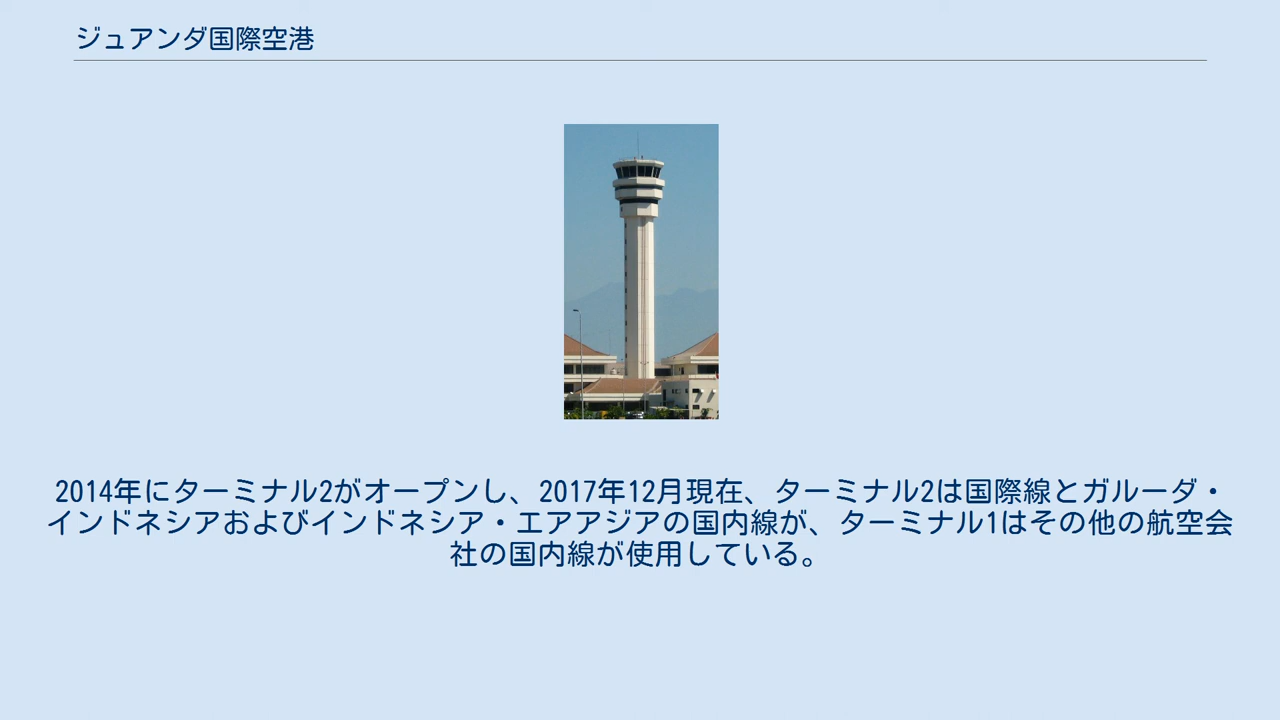 ジュアンダ国際空港
2014年にターミナル2がオープンし、2017年12月現在、ターミナル2は国際線とガルーダ・
インドネシアおよびインドネシア・エアアジアの国内線が、ターミナル1はその他の航空会
社の国内線が使用している。